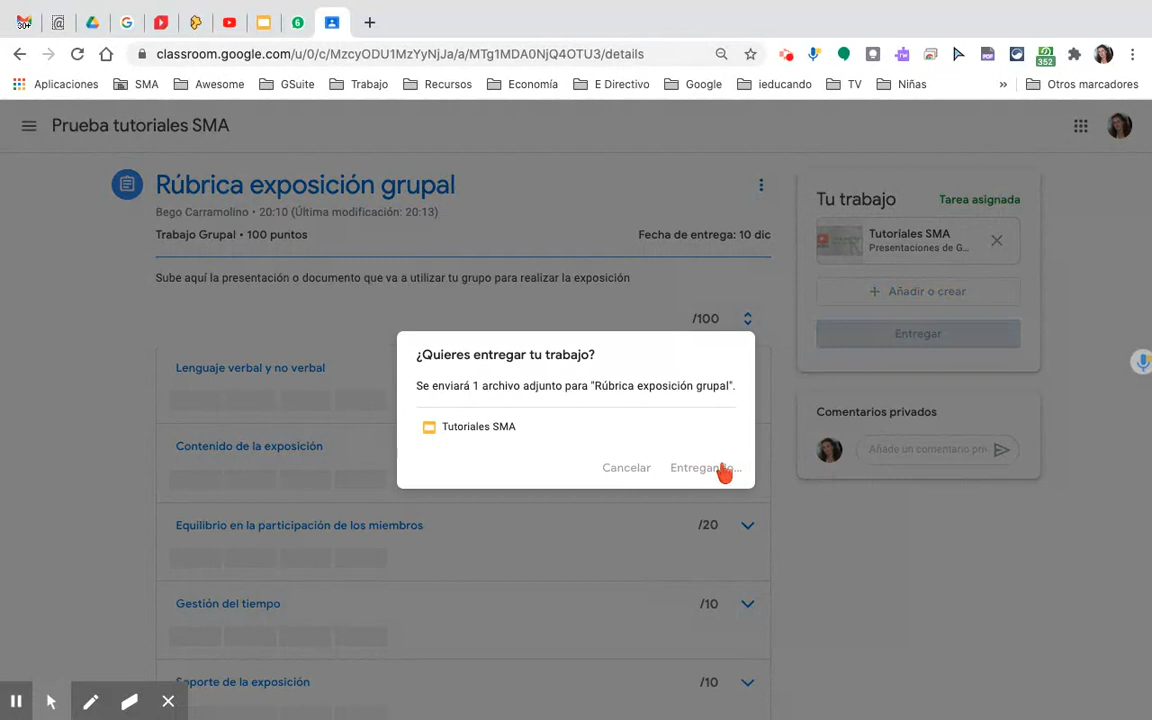 30+
6
classroom.google.com/u/0/c/MzcyODU1MzYyNjJa/a/MTg1MDA0NjQ4OTU3/details
352
Aplicaciones
SMA
Awesome
GSuite
Trabajo
Recursos
Economía
E Directivo
Google
ieducando
TV
Niñas
»
Otros marcadores
Prueba tutoriales SMA
Rúbrica exposición grupal
Bego Carramolino • 20:10 (Última modificación: 20:13)
Trabajo Grupal • 100 puntos
Fecha de entrega: 10 dic
Sube aquí la presentación o documento que va a utilizar tu grupo para realizar la exposición
/100
Lenguaje verbal y no verbal
Contenido de la exposición
Equilibrio en la participación de los miembros
/20
Gestión del tiempo
/10
Soporte de la exposición
/10
¿Quieres entregar tu trabajo?
Se enviará 1 archivo adjunto para "Rúbrica exposición grupal".
Tutoriales SMA
Cancelar
Entregando...
Tu trabajo
Tarea asignada
Tutoriales SMA
Presentaciones de G...
+ Añadir o crear
Entregar
Comentarios privados
Añade un comentario pri